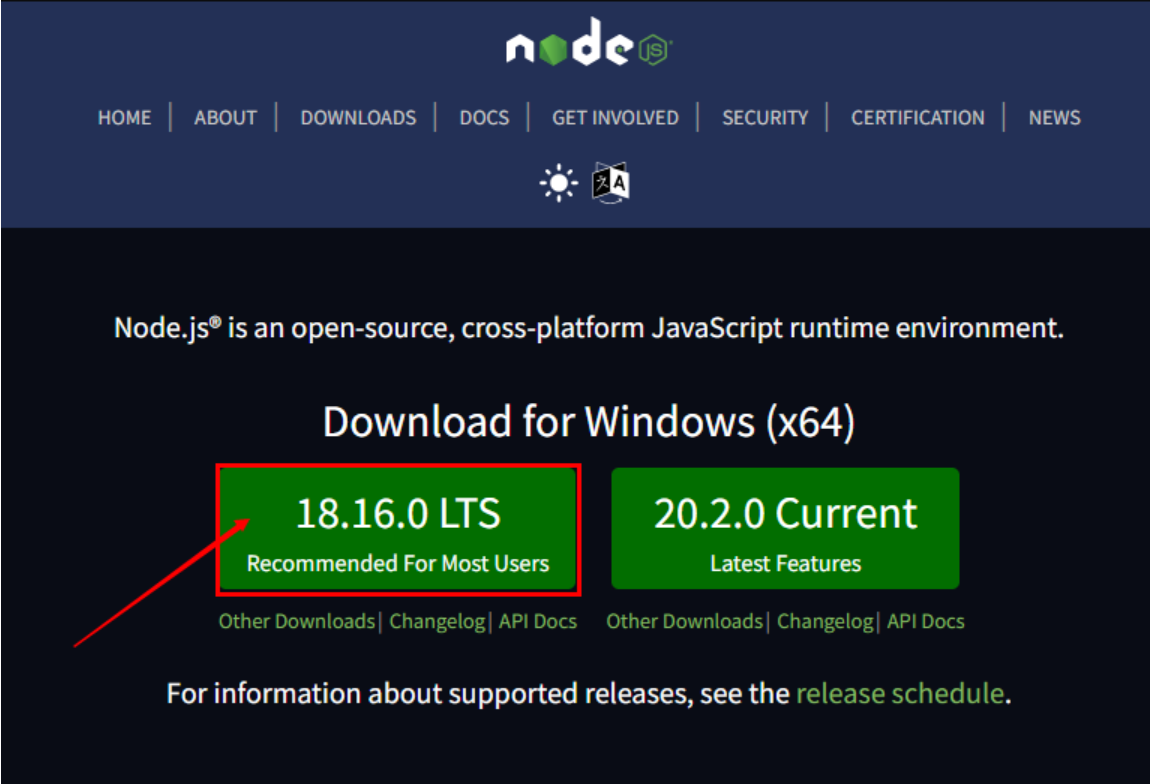 node JS
HOME | ABOUT | DOWNLOADS | DOCS | GET INVOLVED | SECURITY | CERTIFICATION | NEWS
文 A
Node.js® is an open-source, cross-platform JavaScript runtime environment.
Download for Windows (x64)
18.16.0 LTS 20.2.0 Current
Recommended For Most Users Latest Features
Other Downloads| Changelog| API Docs Other Downloads| Changelog| API Docs
For information about supported releases, see the release schedule.